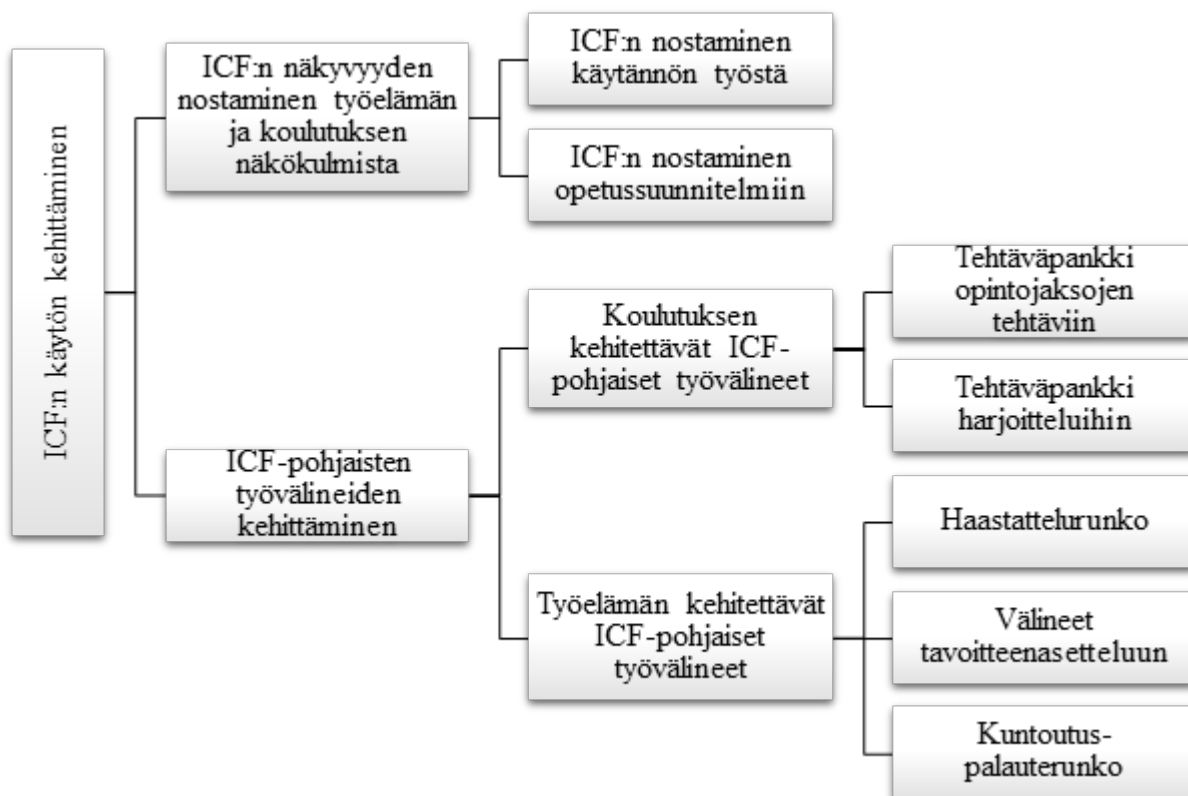 ICF:n käytön kehittäminen
ICF:n näkyvyyden
nostaminen työelämän
ja koulutuksen
näkökulmista
ICF:n nostaminen
käytännön työstä
ICF:n nostaminen
opetussuunnitelmiin
ICF-pohjaisten
työvälineiden
kehittäminen
Koulutuksen
kehitettävät ICF-
pohjaiset työvälineet
Tehtäväpankki
opintojaksojen
tehtäviin
Tehtäväpankki
harjoitteluihin
Työelämän kehitettävät
ICF-pohjaiset
työvälineet
Haastattelurunko
Välineet
tavoitteenasetteluun
Kuntoutus-
palauterunko